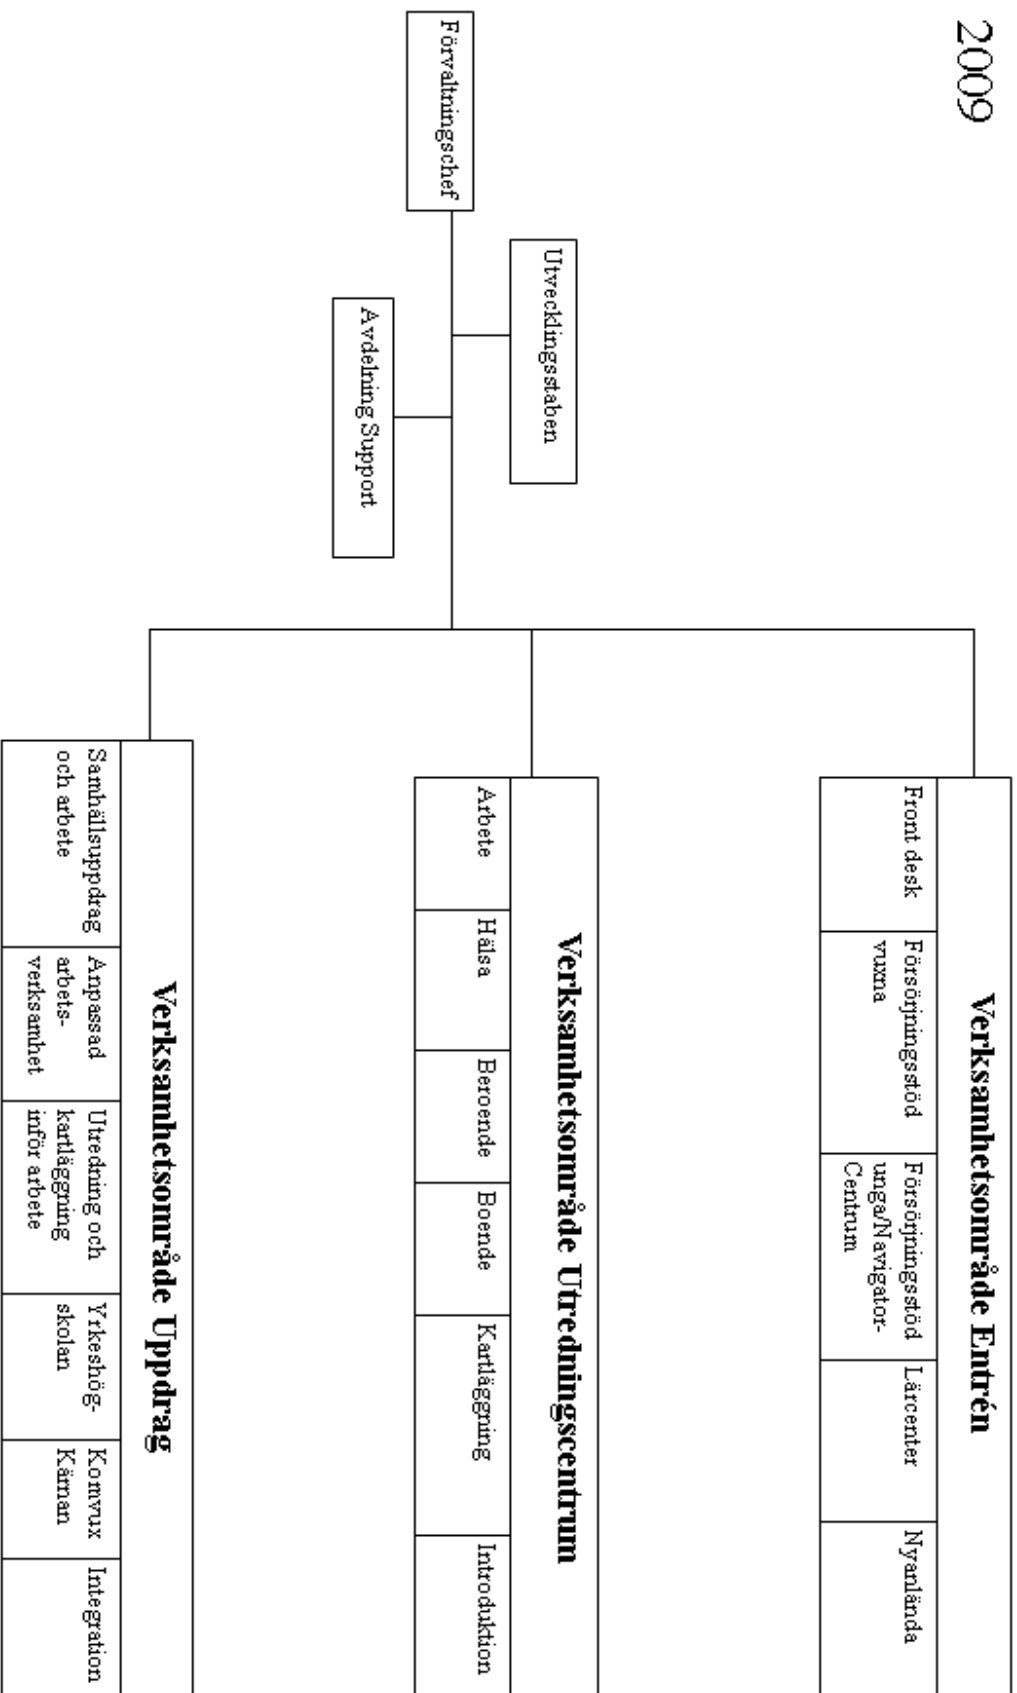 2009
Förvaltningschef
Utvecklingsstaben
Avdelning Support
Verksamhetsområde Entrén
Front desk
Försörjningsstöd
vuxna
Försörjningsstöd
unga/Navigator-
Centrum
Lärcenter
Nyanlända
Verksamhetsområde Utredningscentrum
Arbete
Hälsa
Beroende
Boende
Kartläggning
Introduktion
Verksamhetsområde Uppdrag
Samhällsuppdrag
och arbete
Anpassad
arbets-
verksamhet
Utredning och
kartläggning
inför arbete
Yrkeshög-
skolan
Komvux
Kärnan
Integration